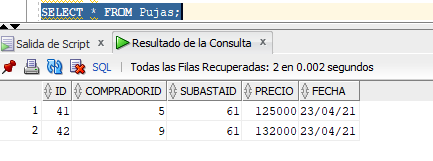 SELECT * FROM Pujas;
Salida de Script x Resultado de la Consulta x
SQL | Todas las Filas Recuperadas: 2 en 0.002 segundos
ID COMPRADORID SUBASTAID PRECIO FECHA
1 41 5 61 125000 23/04/21
2 42 9 61 132000 23/04/21